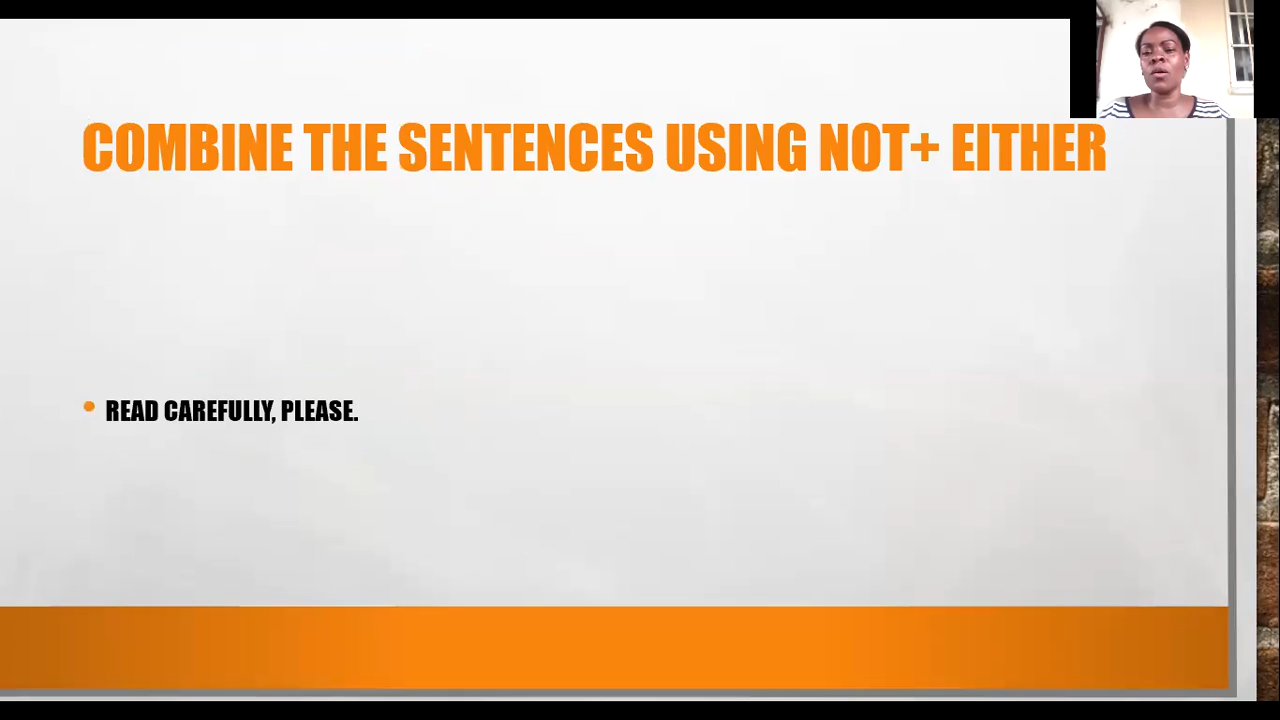 COMBINE THE SENTENCES USING NOT+ EITHER
• READ CAREFULLY, PLEASE.